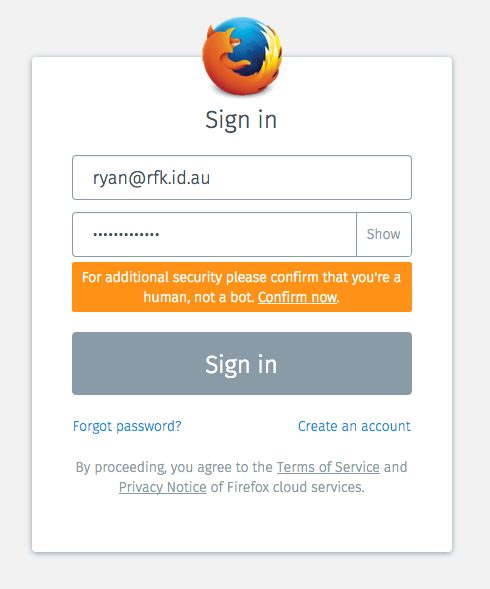 Sign in
ryan@rfk.id.au
•••••••••••••
Show
For additional security please confirm that you're a
human, not a bot. Confirm now.
Sign in
Forgot password?
Create an account
By proceeding, you agree to the Terms of Service and
Privacy Notice of Firefox cloud services.